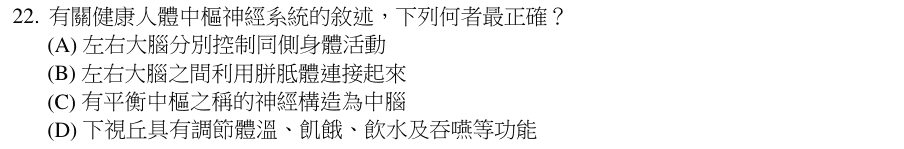 22. 有關健康人體中樞神經系統的敘述，下列何者最正確？
(A) 左右大腦分別控制同側身體活動
(B) 左右大腦之間利用胼胝體連接起來
(C) 有平衡中樞之稱的神經構造為中腦
(D) 下視丘具有調節體溫、飢餓、飲水及吞嚥等功能